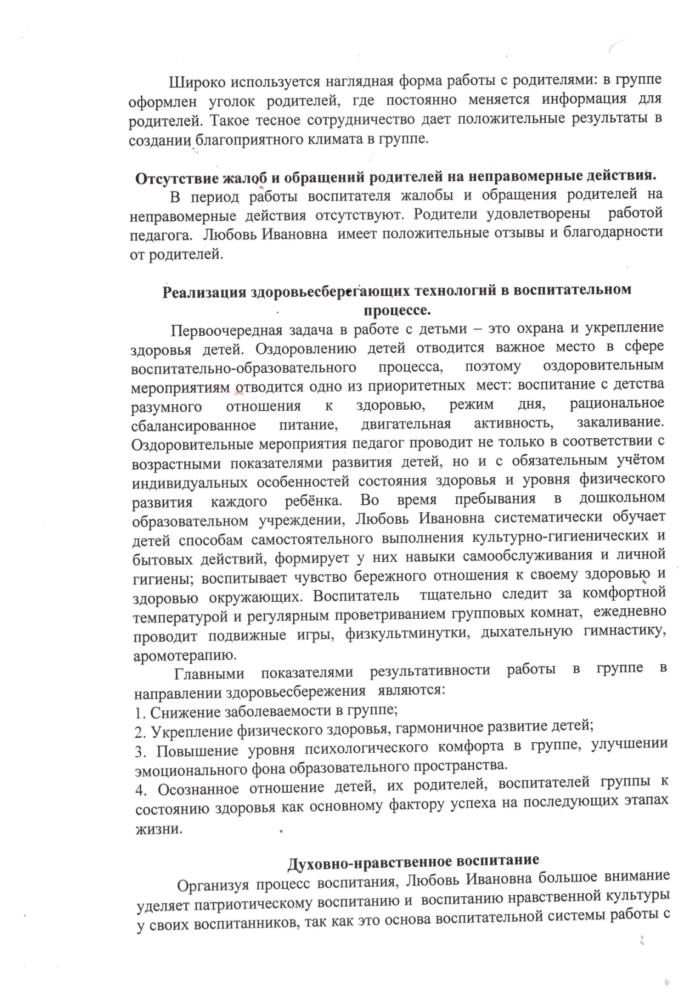 Широко используется наглядная форма работы с родителями: в группе
оформлен уголок родителей, где постоянно меняется информация для
родителей. Такое тесное сотрудничество дает положительные результаты в
создании благоприятного климата в группе.
Отсутствие жалоб и обращений родителей на неправомерные действия.
В период работы воспитателя жалобы и обращения родителей на
неправомерные действия отсутствуют. Родители удовлетворены работой
педагога. Любовь Ивановна имеет положительные отзывы и благодарности
от родителей.
Реализация здоровьесберегающих технологий в воспитательном
процессе.
Первоочередная задача в работе с детьми – это охрана и укрепление
здоровья детей. Оздоровлению детей отводится важное место в сфере
воспитательно-образовательного процесса, поэтому оздоровительным
мероприятиям отводится одно из приоритетных мест: воспитание с детства
разумного отношения к здоровью, режим дня, рациональное
сбалансированное питание, двигательная активность, закаливание.
Оздоровительные мероприятия педагог проводит не только в соответствии с
возрастными показателями развития детей, но и с обязательным учётом
индивидуальных особенностей состояния здоровья и уровня физического
развития каждого ребёнка. Во время пребывания в дошкольном
образовательном учреждении, Любовь Ивановна систематически обучает
детей способам самостоятельного выполнения культурно-гигиенических и
бытовых действий, формирует у них навыки самообслуживания и личной
гигиены; воспитывает чувство бережного отношения к своему здоровью и
здоровью окружающих. Воспитатель тщательно следит за комфортной
температурой и регулярным проветриванием групповых комнат, ежедневно
проводит подвижные игры, физкультминутки, дыхательную гимнастику,
аромотерапию.
Главными показателями результативности работы в группе в
направлении здоровьесбережения являются:
1. Снижение заболеваемости в группе;
2. Укрепление физического здоровья, гармоничное развитие детей;
3. Повышение уровня психологического комфорта в группе, улучшении
эмоционального фона образовательного пространства.
4. Осознанное отношение детей, их родителей, воспитателей группы к
состоянию здоровья как основному фактору успеха на последующих этапах
жизни.
Духовно-нравственное воспитание
Организуя процесс воспитания, Любовь Ивановна большое внимание
уделяет патриотическому воспитанию и воспитанию нравственной культуры
у своих воспитанников, так как это основа воспитательной системы работы с